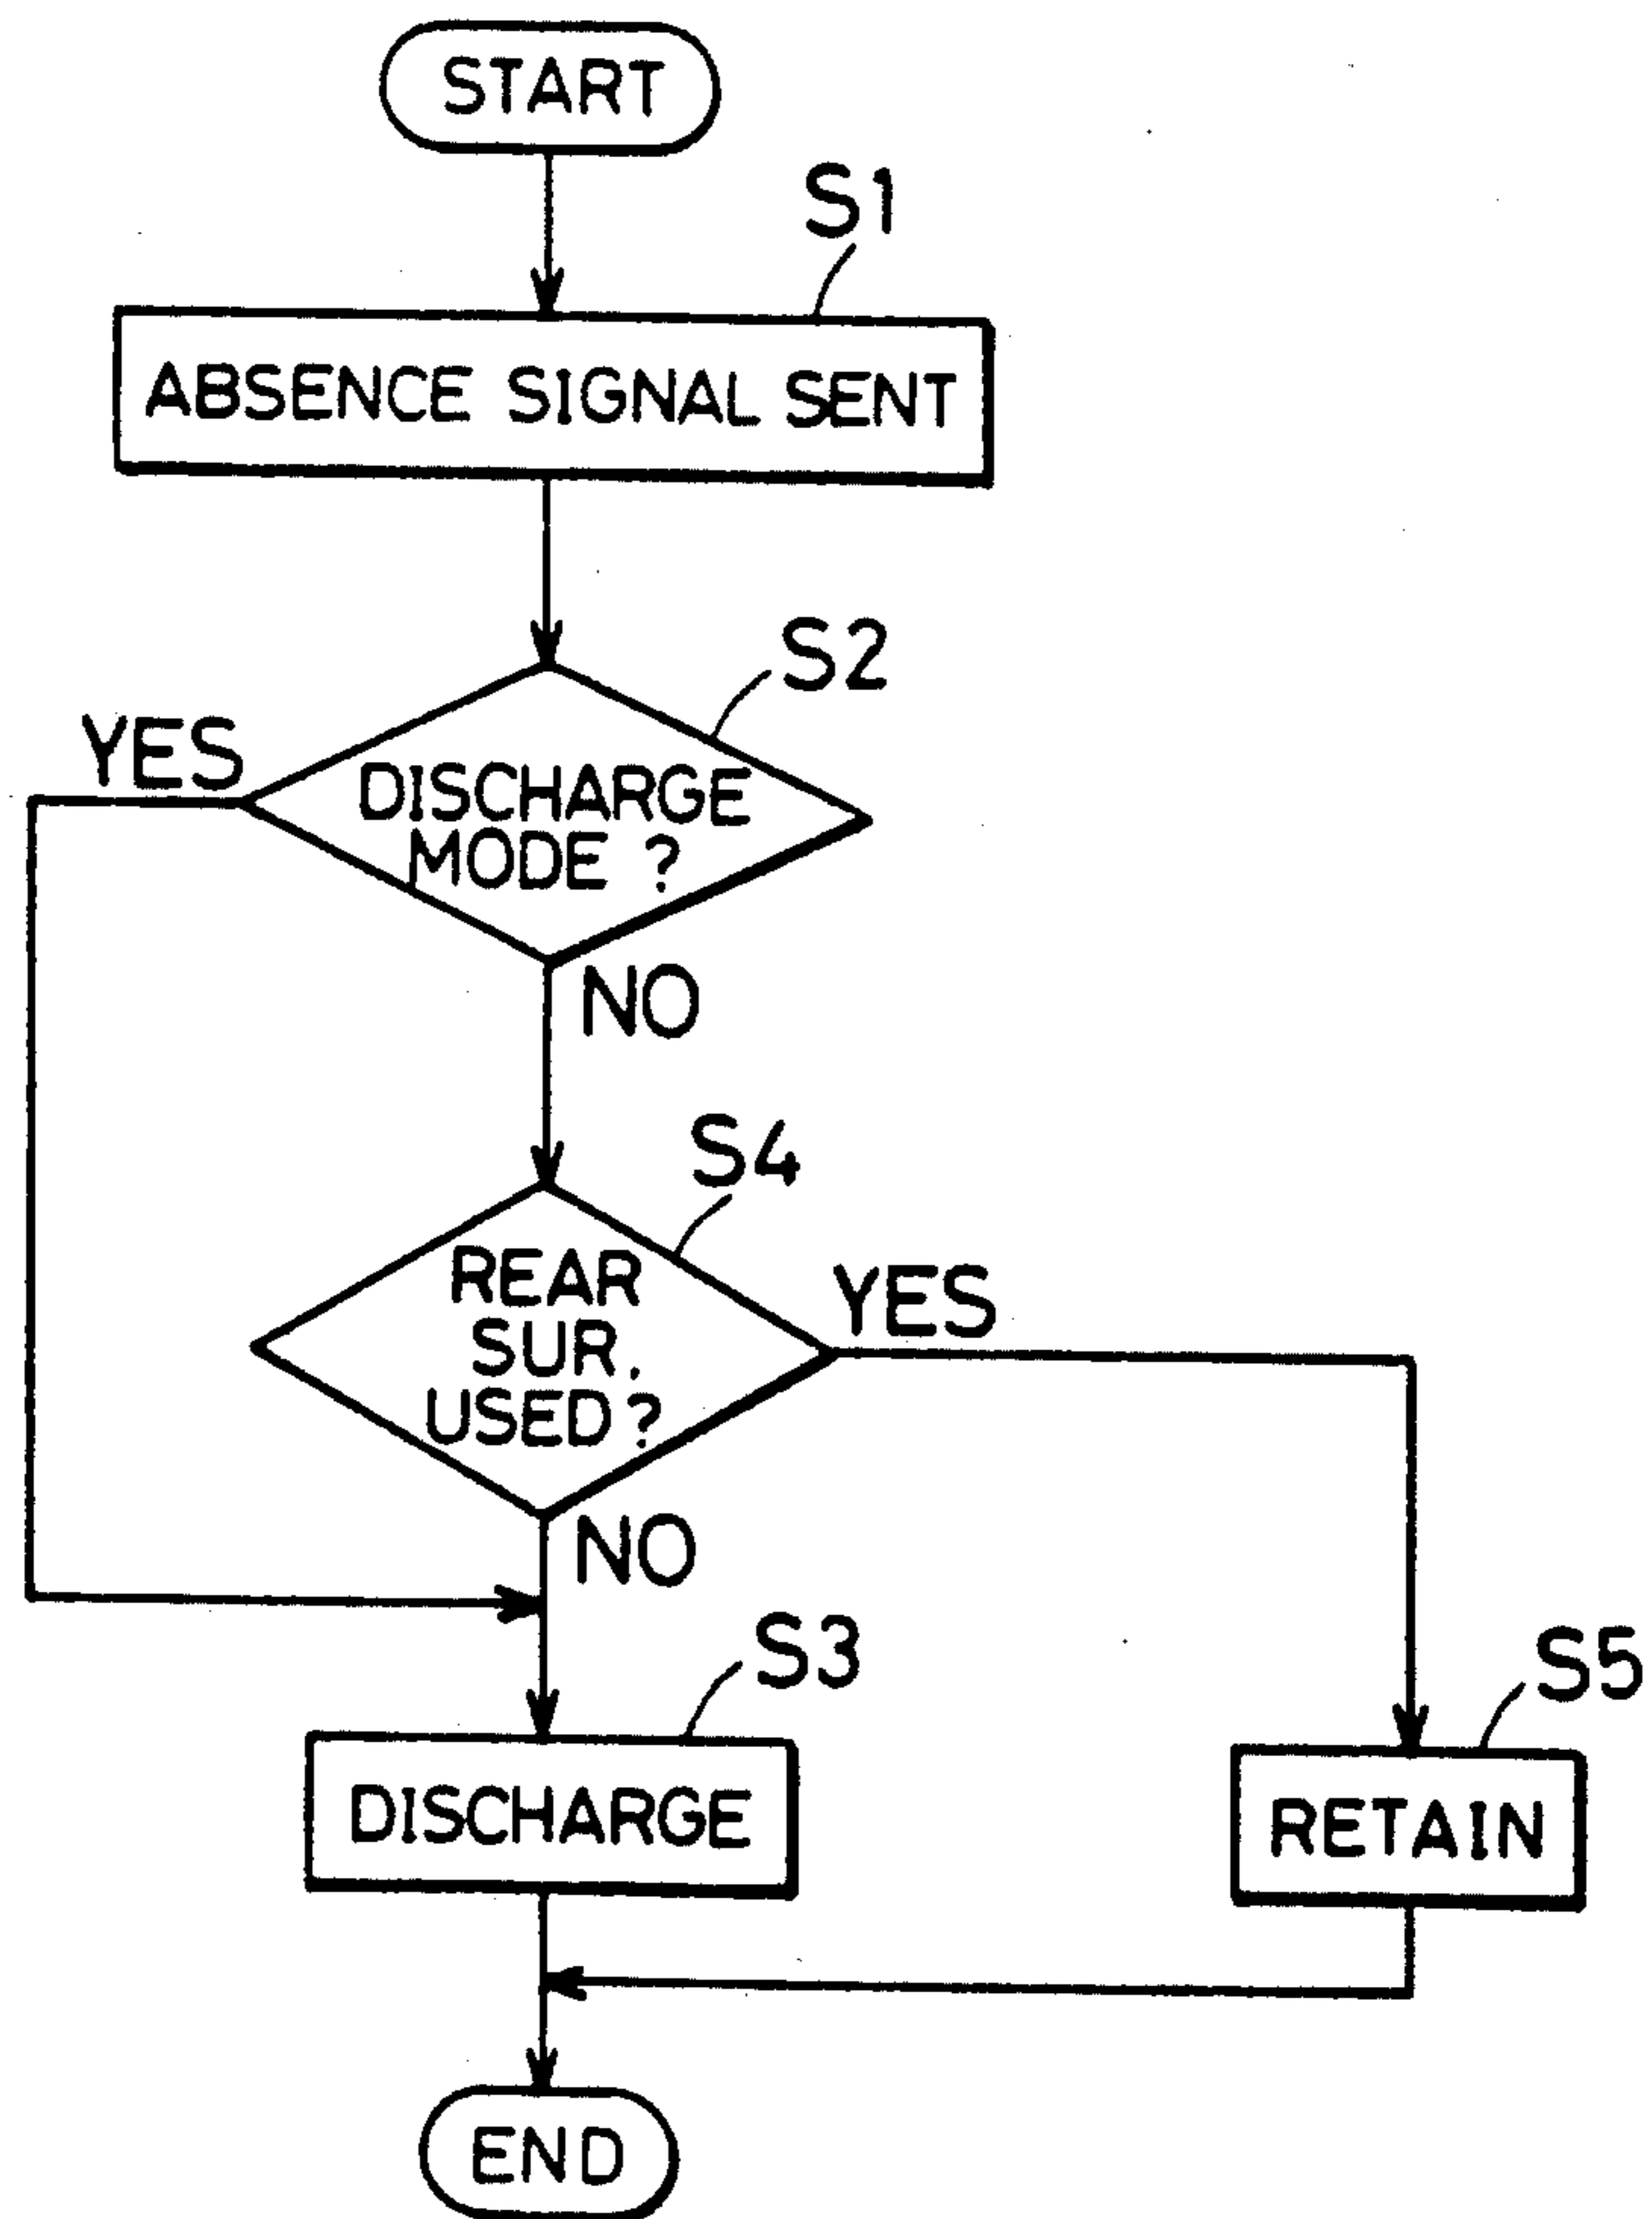 START
S1
ABSENCE SIGNAL SENT
S2
YES
DISCHARGE
MODE ?
NO
S4
REAR
SUR.
USED?
YES
NO
S3
S5
DISCHARGE
RETAIN
END